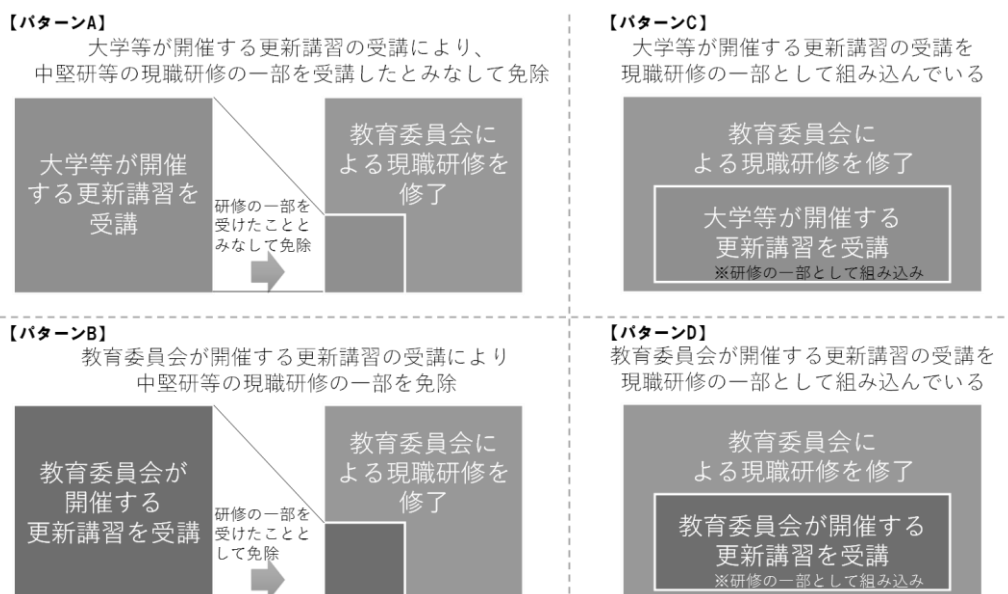 【パターンA】
大学等が開催する更新講習の受講により、
中堅研等の現職研修の一部を受講したとみなして免除
大学等が開催
する更新講習を
受講
研修の一部を
受けたことと
みなして免除
教育委員会に
よる現職研修を
修了
【パターンC】
大学等が開催する更新講習の受講を
現職研修の一部として組み込んでいる
教育委員会に
よる現職研修を修了
大学等が開催する
更新講習を受講
※研修の一部として組み込み
【パターンB】
教育委員会が開催する更新講習の受講により
中堅研等の現職研修の一部を免除
教育委員会が
開催する
更新講習を受講
研修の一部を
受けたことと
して免除
教育委員会に
よる現職研修を
修了
【パターンD】
教育委員会が開催する更新講習の受講を
現職研修の一部として組み込んでいる
教育委員会に
よる現職研修を修了
教育委員会が開催する
更新講習を受講
※研修の一部として組み込み